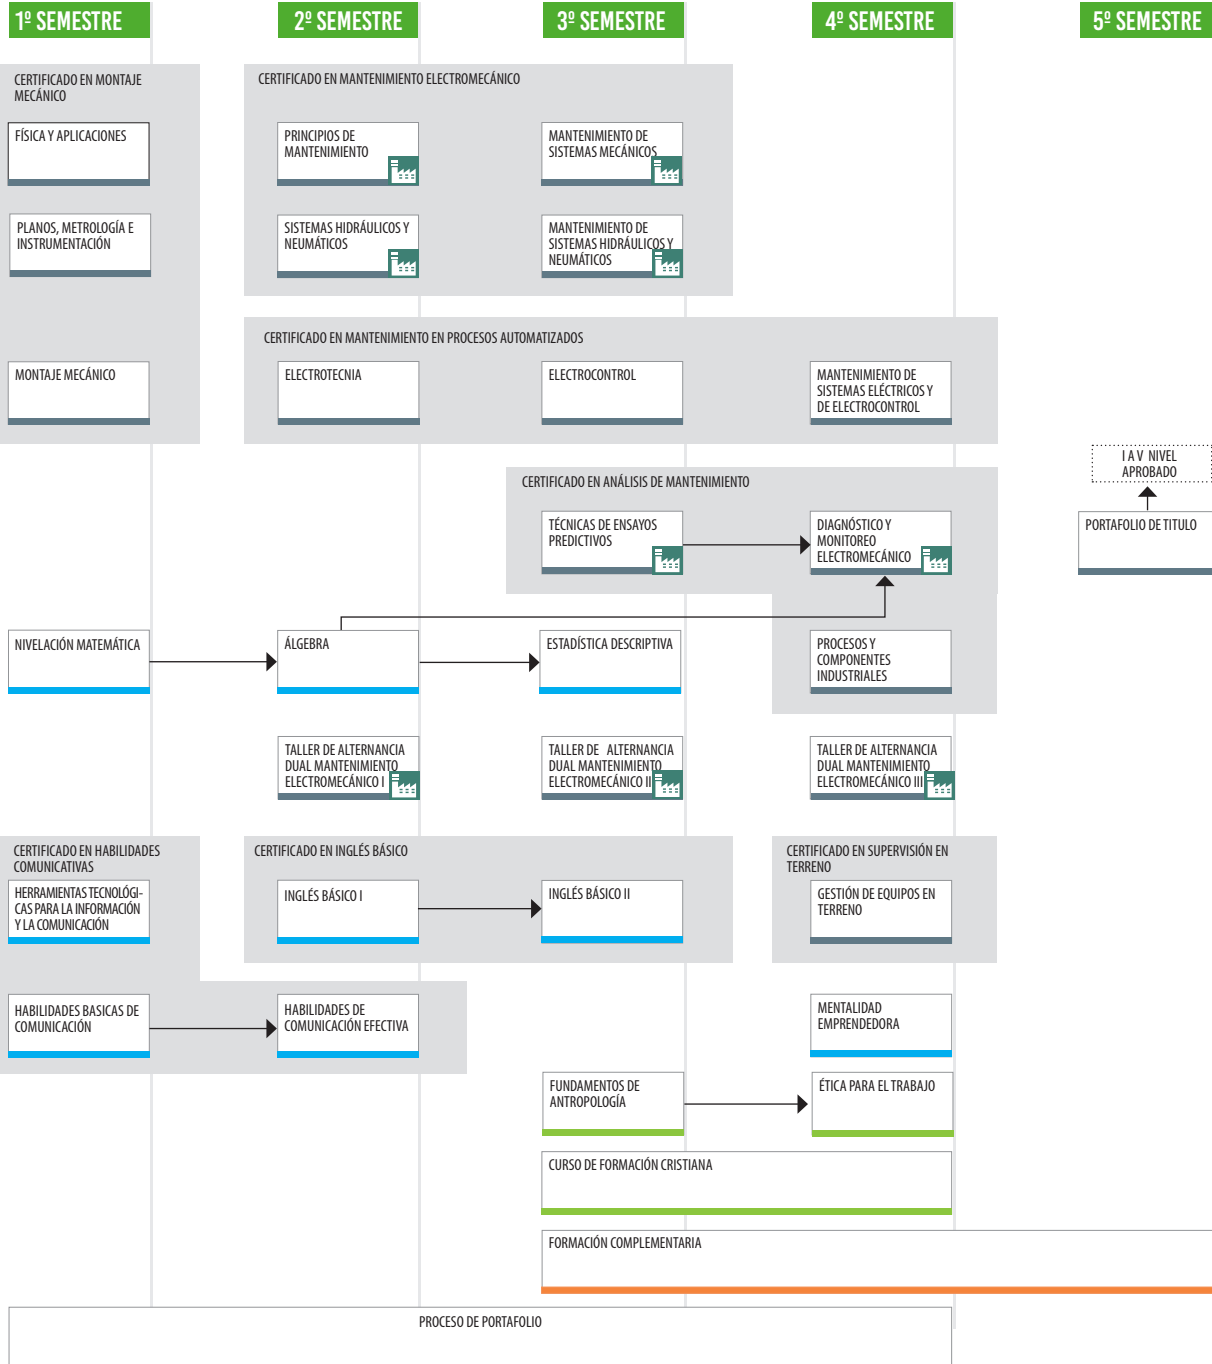 1º SEMESTRE
2º SEMESTRE
3º SEMESTRE
4º SEMESTRE
5º SEMESTRE
CERTIFICADO EN MONTAJE
MECÁNICO
CERTIFICADO EN MANTENIMIENTO ELECTROMECÁNICO
FÍSICA Y APLICACIONES
PRINCIPIOS DE
MANTENIMIENTO
MANTENIMIENTO DE
SISTEMAS MECÁNICOS
PLANOS, METROLOGÍA E
INSTRUMENTACIÓN
SISTEMAS HIDRÁULICOS Y
NEUMÁTICOS
MANTENIMIENTO DE
SISTEMAS HIDRÁULICOS Y
NEUMÁTICOS
CERTIFICADO EN MANTENIMIENTO EN PROCESOS AUTOMATIZADOS
MONTAJE MECÁNICO
ELECTROTECNIA
ELECTROCONTROL
MANTENIMIENTO DE
SISTEMAS ELÉCTRICOS Y
DE ELECTROCONTROL
I A V NIVEL
APROBADO
CERTIFICADO EN ANÁLISIS DE MANTENIMIENTO
TÉCNICAS DE ENSAYOS
PREDICTIVOS
DIAGNÓSTICO Y
MONITOREO
ELECTROMECÁNICO
PORTAFOLIO DE TITULO
NIVELACIÓN MATEMÁTICA
ÁLGEBRA
ESTADÍSTICA DESCRIPTIVA
PROCESOS Y
COMPONENTES
INDUSTRIALES
TALLER DE ALTERNANCIA
DUAL MANTENIMIENTO
ELECTROMECÁNICO I
TALLER DE ALTERNANCIA
DUAL MANTENIMIENTO
ELECTROMECÁNICO II
TALLER DE ALTERNANCIA
DUAL MANTENIMIENTO
ELECTROMECÁNICO III
CERTIFICADO EN HABILIDADES
COMUNICATIVAS
CERTIFICADO EN INGLÉS BÁSICO
CERTIFICADO EN SUPERVISIÓN EN
TERRENO
HERRAMIENTAS TECNOLÓGI-
CAS PARA LA INFORMACIÓN
Y LA COMUNICACIÓN
INGLÉS BÁSICO I
INGLÉS BÁSICO II
GESTIÓN DE EQUIPOS EN
TERRENO
HABILIDADES BASICAS DE
COMUNICACIÓN
HABILIDADES DE
COMUNICACIÓN EFECTIVA
MENTALIDAD
EMPRENDEDORA
FUNDAMENTOS DE
ANTROPOLOGÍA
ÉTICA PARA EL TRABAJO
CURSO DE FORMACIÓN CRISTIANA
FORMACIÓN COMPLEMENTARIA
PROCESO DE PORTAFOLIO